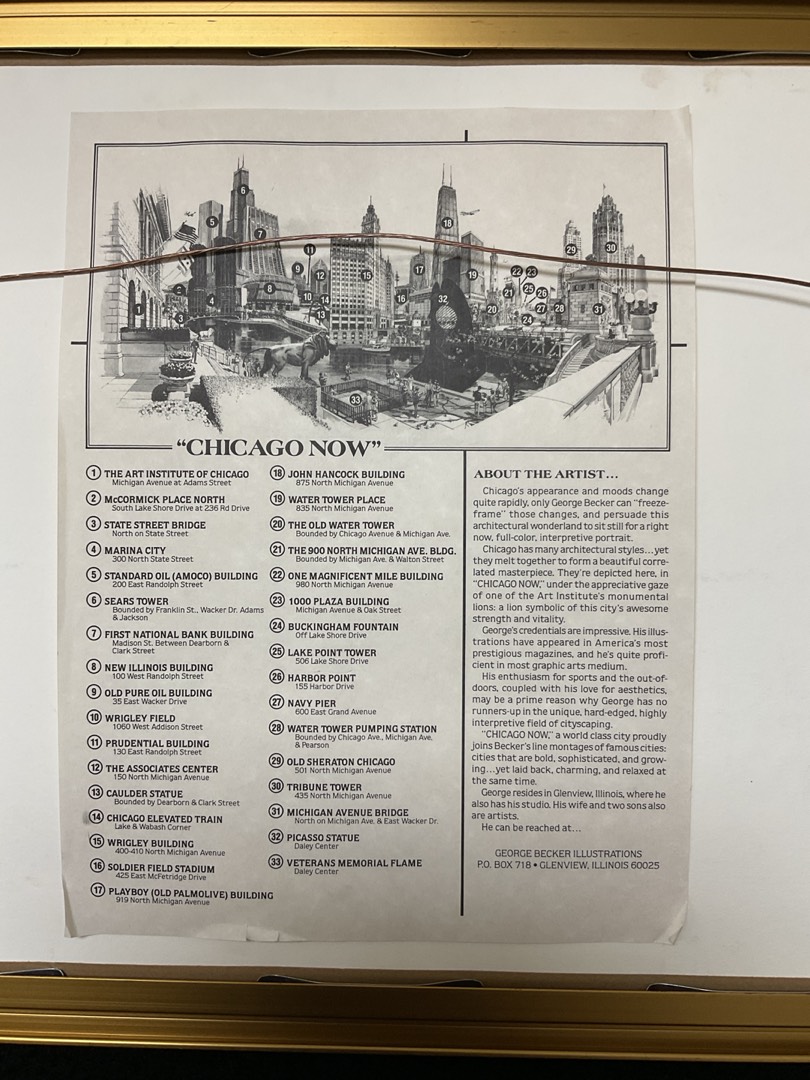 "CHICAGO NOW"
1 THE ART INSTITUTE OF CHICAGO
Michigan Avenue at Adams Street
2 McCORMICK PLACE NORTH
South Lake Shore Drive at 236 Rd Drive
3 STATE STREET BRIDGE
North on State Street
4 MARINA CITY
300 North State Street
5 STANDARD OIL (AMOCO) BUILDING
200 East Randolph Street
6 SEARS TOWER
Bounded by Franklin St., Wacker Dr. Adams
& Jackson
7 FIRST NATIONAL BANK BUILDING
Madison St. Between Dearborn &
Clark Street
8 NEW ILLINOIS BUILDING
100 West Randolph Street
9 OLD PURE OIL BUILDING
35 East Wacker Drive
10 WRIGLEY FIELD
1060 West Addison Street
11 PRUDENTIAL BUILDING
130 East Randolph Street
12 THE ASSOCIATES CENTER
150 North Michigan Avenue
13 CAULDER STATUE
Bounded by Dearborn & Clark Street
14 CHICAGO ELEVATED TRAIN
Lake & Wabash Corner
15 WRIGLEY BUILDING
400-410 North Michigan Avenue
16 SOLDIER FIELD STADIUM
425 East McFetridge Drive
17 PLAYBOY (OLD PALMOLIVE) BUILDING
919 North Michigan Avenue
18 JOHN HANCOCK BUILDING
875 North Michigan Avenue
19 WATER TOWER PLACE
835 North Michigan Avenue
20 THE OLD WATER TOWER
Bounded by Chicago Avenue & Michigan Ave.
21 THE 900 NORTH MICHIGAN AVE. BLDG.
Bounded by Michigan Ave. & Walton Street
22 ONE MAGNIFICENT MILE BUILDING
980 North Michigan Avenue
23 1000 PLAZA BUILDING
Michigan Avenue & Oak Street
24 BUCKINGHAM FOUNTAIN
Off Lake Shore Drive
25 LAKE POINT TOWER
506 Lake Shore Drive
26 HARBOR POINT
155 Harbor Drive
27 NAVY PIER
600 East Grand Avenue
28 WATER TOWER PUMPING STATION
Bounded by Chicago Ave., Michigan Ave.
& Pearson
29 OLD SHERATON CHICAGO
501 North Michigan Avenue
30 TRIBUNE TOWER
435 North Michigan Avenue
31 MICHIGAN AVENUE BRIDGE
North on Michigan Ave. & East Wacker Dr.
32 PICASSO STATUE
Daley Center
33 VETERANS MEMORIAL FLAME
Daley Center
ABOUT THE ARTIST...
Chicago's appearance and moods change
quite rapidly, only George Becker can "freeze-
frame" those changes, and persuade this
architectural wonderland to sit still for a right
now, full-color, interpretive portrait.
Chicago has many architectural styles...yet
they melt together to form a beautiful corre-
lated masterpiece. They're depicted here, in
"CHICAGO NOW," under the appreciative gaze
of one of the Art Institute's monumental
lions: a lion symbolic of this city's awesome
strength and vitality.
George's credentials are impressive. His illus-
trations have appeared in America's most
prestigious magazines, and he's quite profi-
cient in most graphic arts medium.
His enthusiasm for sports and the out-of-
doors, coupled with his love for aesthetics,
may be a prime reason why George has no
runners-up in the unique, hard-edged, highly
interpretive field of cityscaping.
"CHICAGO NOW," a world class city proudly
joins Becker's line montages of famous cities:
cities that are bold, sophisticated, and grow-
ing...yet laid back, charming, and relaxed at
the same time.
George resides in Glenview, Illinois, where he
also has his studio. His wife and two sons also
are artists.
He can be reached at...
GEORGE BECKER ILLUSTRATIONS
P.O. BOX 718 • GLENVIEW, ILLINOIS 60025